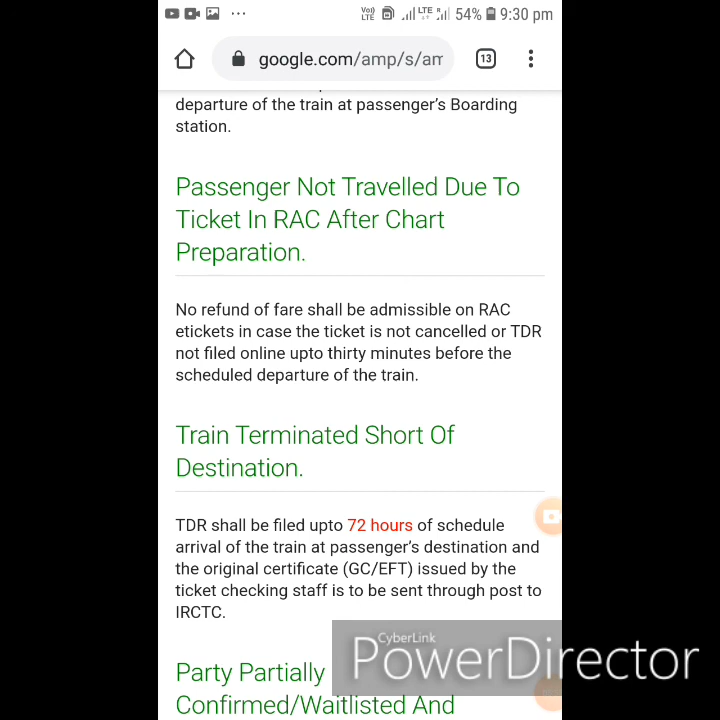 54% 9:30 pm
google.com/amp/s/am
13
departure of the train at passenger's Boarding
station.
Passenger Not Travelled Due To
Ticket In RAC After Chart
Preparation.
No refund of fare shall be admissible on RAC
etickets in case the ticket is not cancelled or TDR
not filed online upto thirty minutes before the
scheduled departure of the train.
Train Terminated Short Of
Destination.
TDR shall be filed upto 72 hours of schedule
arrival of the train at passenger's destination and
the original certificate (GC/EFT) issued by the
ticket checking staff is to be sent through post to
IRCTC.
CyberLink
PowerDirector
Party Partially
Confirmed/Waitlisted And